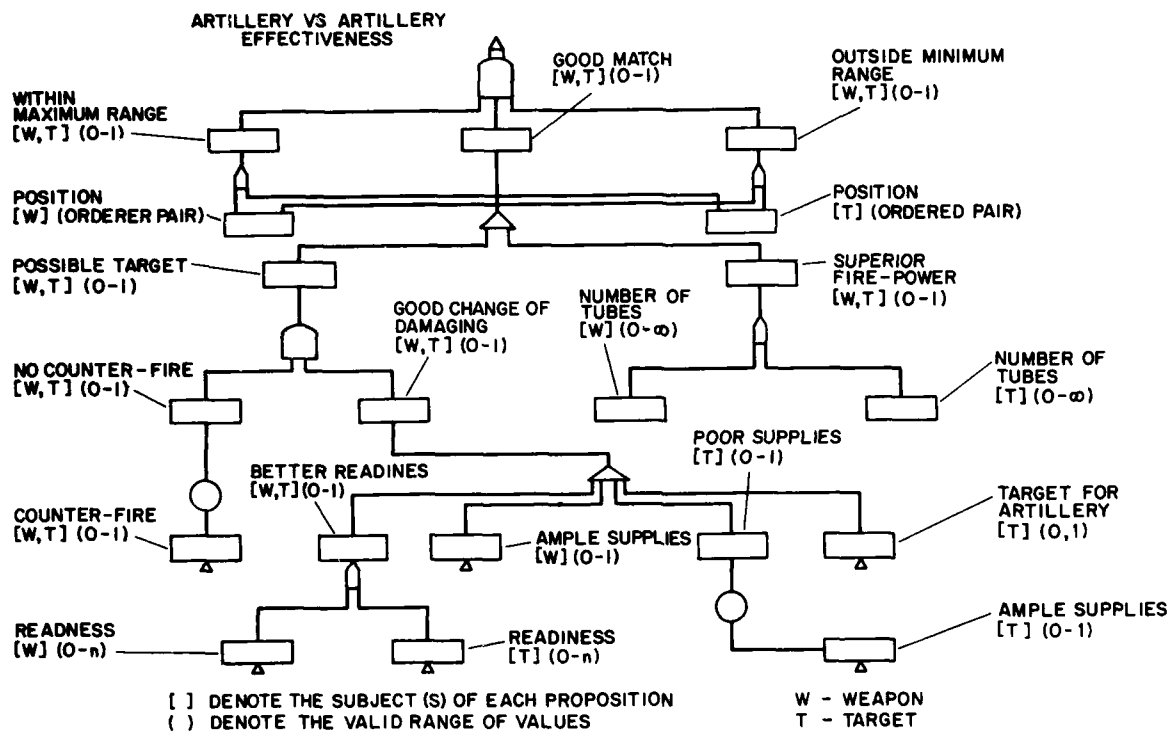 ARTILLERY VS ARTILLERY
EFFECTIVENESS
GOOD MATCH
[W,T] (0-1)
OUTSIDE MINIMUM
RANGE
[W,T] (0-1)
WITHIN
MAXIMUM RANGE
[W,T] (0-1)
POSITION
[W] (ORDERER PAIR)
POSITION
[T] (ORDERED PAIR)
POSSIBLE TARGET
[W,T] (0-1)
SUPERIOR
FIRE-POWER
[W,T] (0-1)
GOOD CHANGE OF
DAMAGING
[W,T] (0-1)
NUMBER OF
TUBES
[W] (0-∞)
NO COUNTER-FIRE
[W,T] (0-1)
NUMBER OF
TUBES
[T] (0-∞)
BETTER READINES
[W,T] (0-1)
POOR SUPPLIES
[T] (0-1)
COUNTER-FIRE
[W,T] (0-1)
AMPLE SUPPLIES
[W] (0-1)
TARGET FOR
ARTILLERY
[T] (0,1)
READNESS
[W] (0-n)
READINESS
[T] (0-n)
AMPLE SUPPLIES
[T] (0-1)
[ ] DENOTE THE SUBJECT (S) OF EACH PROPOSITION
( ) DENOTE THE VALID RANGE OF VALUES
W - WEAPON
T - TARGET